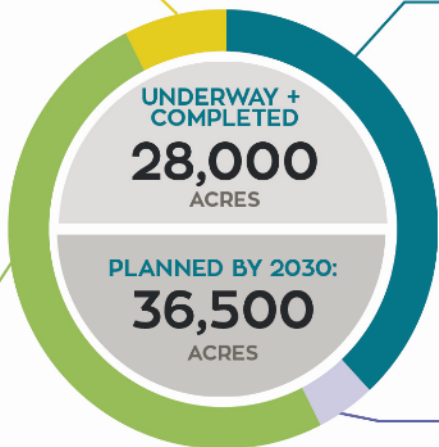 UNDERWAY +
COMPLETED
28,000
ACRES
PLANNED BY 2030:
36,500
ACRES